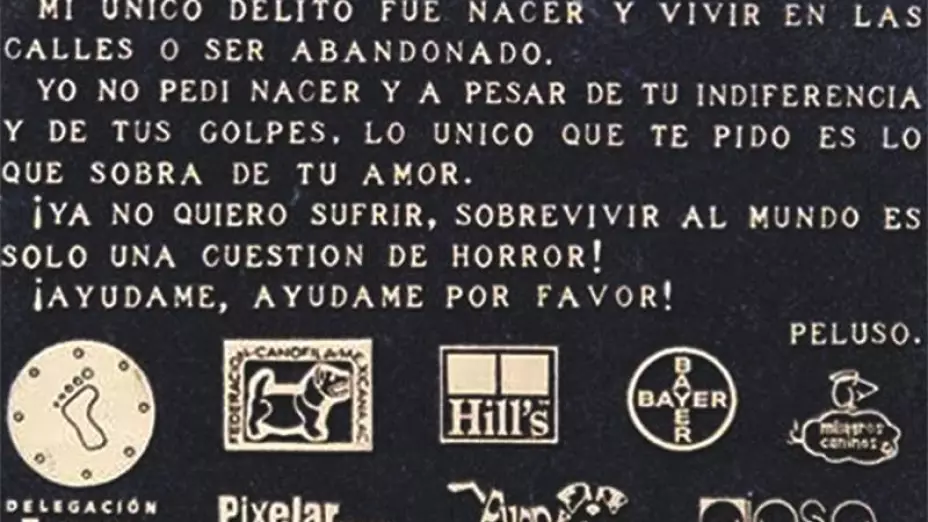 MI UNICO DELITO FUE NACER Y VIVIR EN LAS
CALLES O SER ABANDONADO.
YO NO PEDI NACER Y A PESAR DE TU INDIFERENCIA
Y DE TUS GOLPES, LO UNICO QUE TE PIDO ES LO
QUE SOBRA DE TU AMOR.
¡YA NO QUIERO SUFRIR, SOBREVIVIR AL MUNDO ES
SOLO UNA CUESTION DE HORROR!
¡AYUDAME, AYUDAME POR FAVOR!
PELUSO.
FEDERACION CANOFILA MEXICANA, A.C.
Hill's
BAYER
BAYER
milagros
caninos
DELEGACIÓN
Pixelar